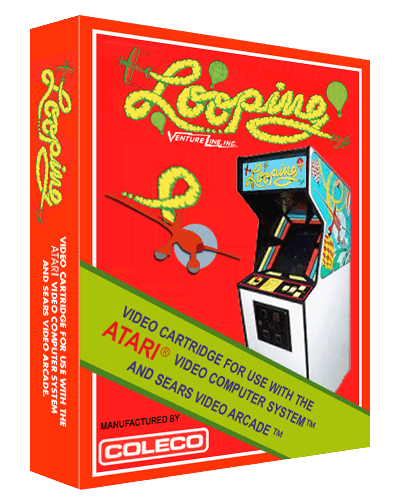 Looping
VENTURE LINE, INC.
Looping
VIDEO CARTRIDGE FOR USE WITH THE
ATARI® VIDEO COMPUTER SYSTEM™
AND SEARS VIDEO ARCADE™
MANUFACTURED BY
COLECO
Looping
VIDEO CARTRIDGE FOR USE WITH THE
ATARI VIDEO COMPUTER SYSTEM
AND SEARS VIDEO ARCADE.